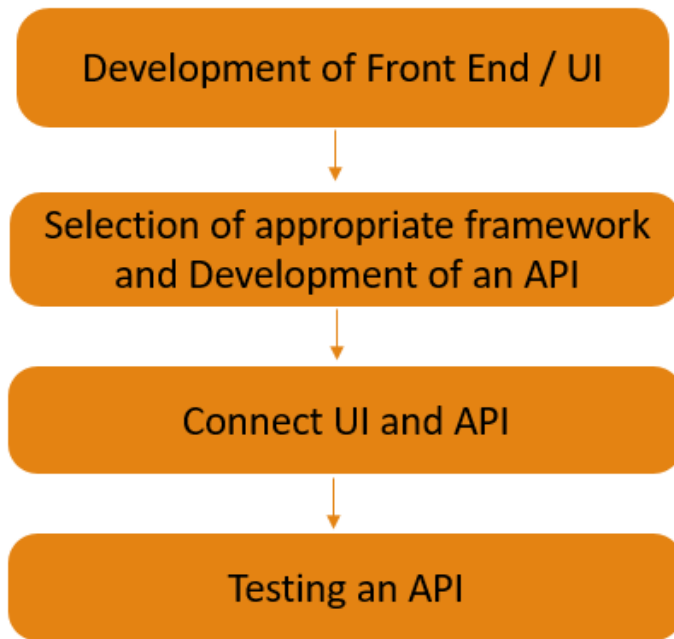 Development of Front End / UI
Selection of appropriate framework
and Development of an API
Connect UI and API
Testing an API